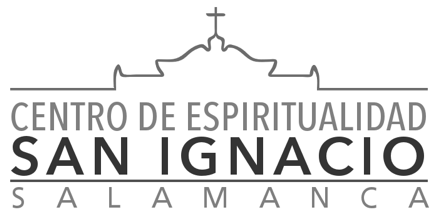 CENTRO DE ESPIRITUALIDAD
SAN IGNACIO
SALAMANCA